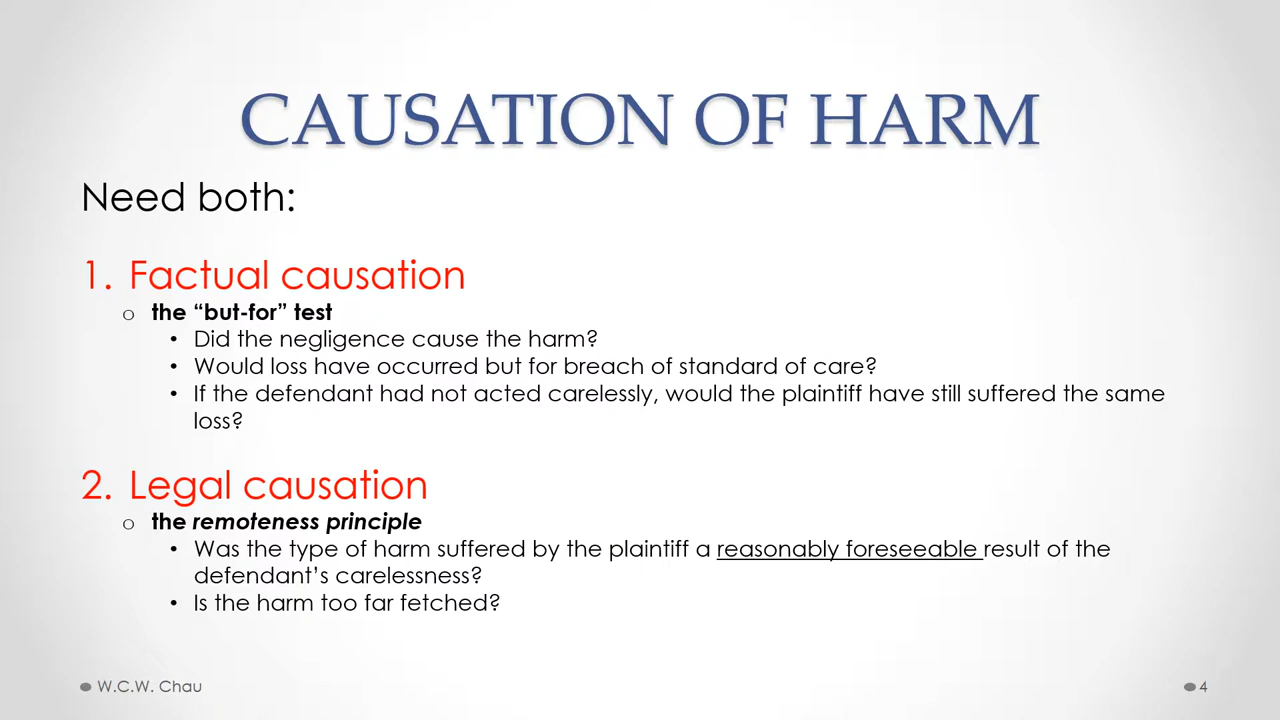 CAUSATION OF HARM
Need both:
1. Factual causation
o the “but-for” test
• Did the negligence cause the harm?
• Would loss have occurred but for breach of standard of care?
• If the defendant had not acted carelessly, would the plaintiff have still suffered the same
loss?
2. Legal causation
o the remoteness principle
• Was the type of harm suffered by the plaintiff a reasonably foreseeable result of the
defendant’s carelessness?
• Is the harm too far fetched?
W.C.W. Chau
4